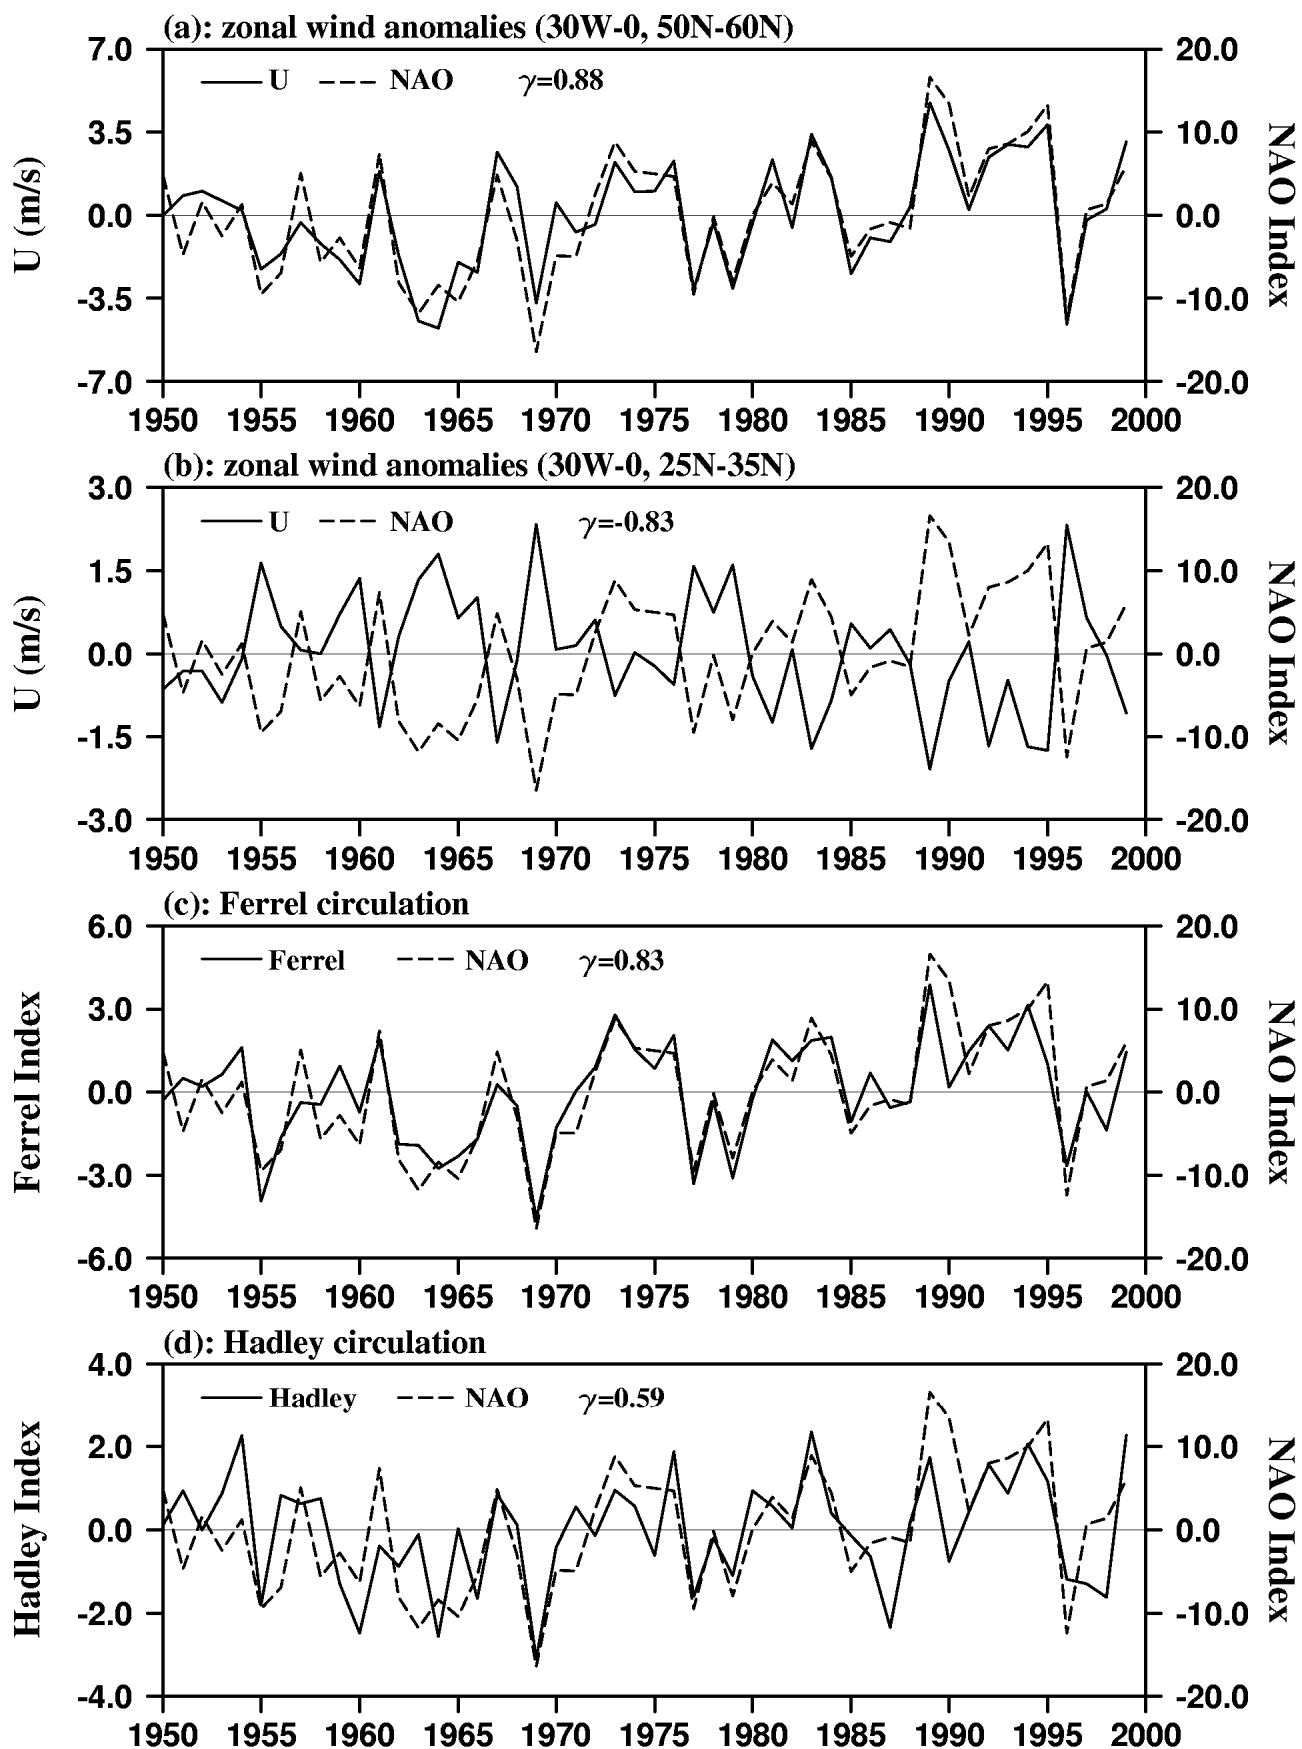 (a): zonal wind anomalies (30W-0, 50N-60N)
7.0 20.0
U NAO γ=0.88
3.5 10.0
0.0 0.0
-3.5 -10.0
-7.0 -20.0
U (m/s)
NAO Index
1950 1955 1960 1965 1970 1975 1980 1985 1990 1995 2000
(b): zonal wind anomalies (30W-0, 25N-35N)
3.0 20.0
U NAO γ=-0.83
1.5 10.0
0.0 0.0
-1.5 -10.0
-3.0 -20.0
U (m/s)
NAO Index
1950 1955 1960 1965 1970 1975 1980 1985 1990 1995 2000
(c): Ferrel circulation
6.0 20.0
Ferrel NAO γ=0.83
3.0 10.0
0.0 0.0
-3.0 -10.0
-6.0 -20.0
Ferrel Index
NAO Index
1950 1955 1960 1965 1970 1975 1980 1985 1990 1995 2000
(d): Hadley circulation
4.0 20.0
Hadley NAO γ=0.59
2.0 10.0
0.0 0.0
-2.0 -10.0
-4.0 -20.0
Hadley Index
NAO Index
1950 1955 1960 1965 1970 1975 1980 1985 1990 1995 2000